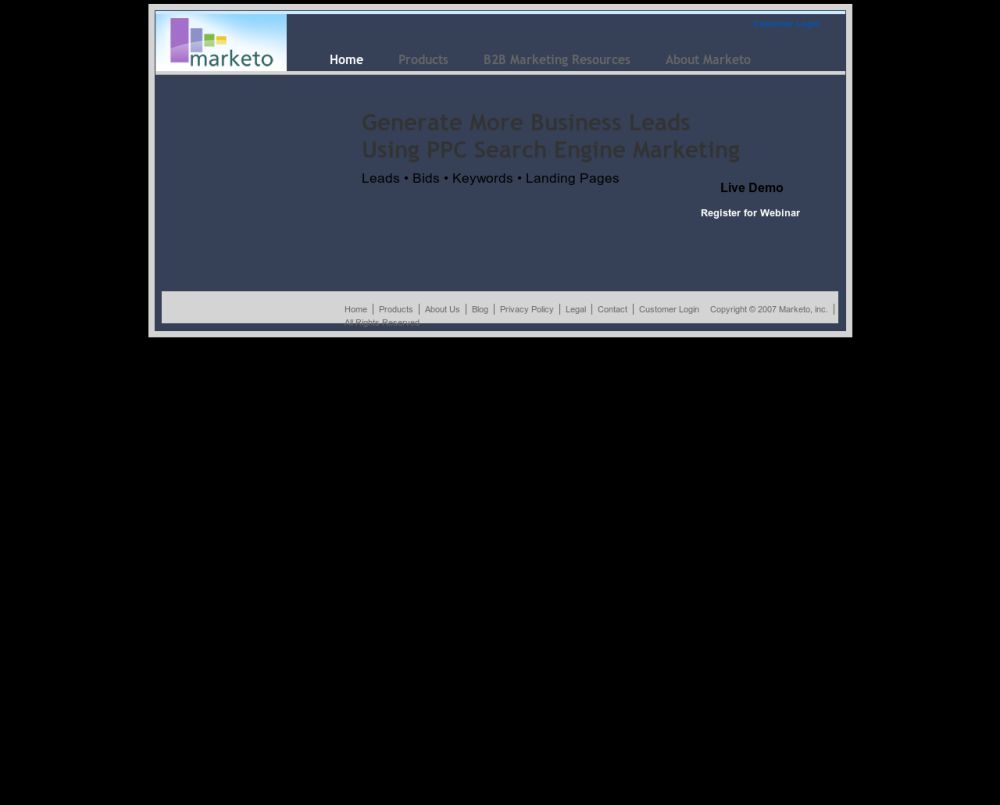 Customer Login
marketo
Home Products B2B Marketing Resources About Marketo
Generate More Business Leads
Using PPC Search Engine Marketing
Leads • Bids • Keywords • Landing Pages
Live Demo
Register for Webinar
Home | Products | About Us | Blog | Privacy Policy | Legal | Contact | Customer Login Copyright © 2007 Marketo, inc. |
All Rights Reserved